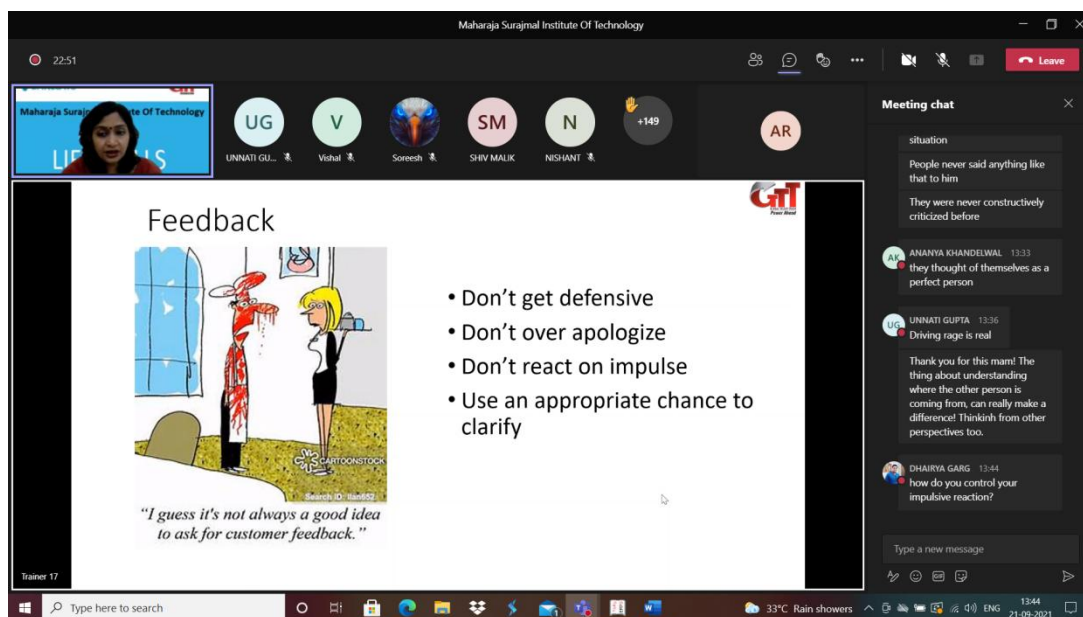 Maharaja Surajmal Institute Of Technology
22:51
Leave
Maharaja Surajmal Institute Of Technology
UG
V
SM
N
+149
AR
UNNATI GU...
Vishal
Soreesh
SHIV MALIK
NISHANT
Feedback
GTT
Power Ahead
• Don't get defensive
• Don't over apologize
• Don't react on impulse
• Use an appropriate chance to
clarify
CARTOONSTOCK
Search ID: llan652
"I guess it's not always a good idea
to ask for customer feedback."
Trainer 17
Meeting chat
situation
People never said anything like
that to him
They were never constructively
criticized before
AK
ANANYA KHANDELWAL 13:33
they thought of themselves as a
perfect person
UG
UNNATI GUPTA 13:36
Driving rage is real
Thank you for this mam! The
thing about understanding
where the other person is
coming from, can really make a
difference! Thinkinh from other
perspectives too.
DHAIRYA GARG 13:44
how do you control your
impulsive reaction?
Type a new message
GIF
Type here to search
33°C Rain showers
ENG
13:44
21-09-2021